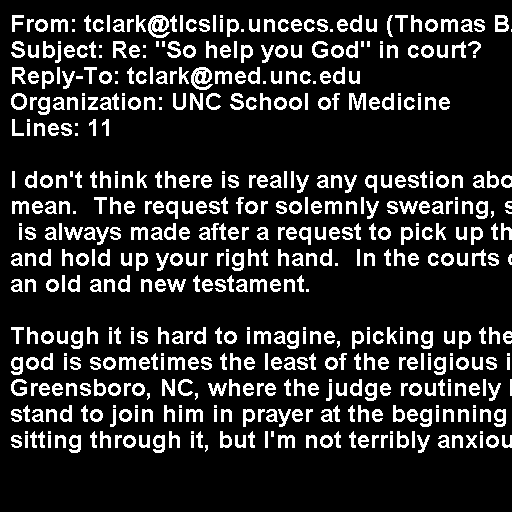 From: tclark@tlcslip.uncecs.edu (Thomas B.
Subject: Re: "So help you God" in court?
Reply-To: tclark@med.unc.edu
Organization: UNC School of Medicine
Lines: 11

I don't think there is really any question abo
mean.  The request for solemnly swearing, s
 is always made after a request to pick up th
and hold up your right hand.  In the courts o
an old and new testament.

Though it is hard to imagine, picking up the
god is sometimes the least of the religious i
Greensboro, NC, where the judge routinely
stand to join him in prayer at the beginning
sitting through it, but I'm not terribly anxiou